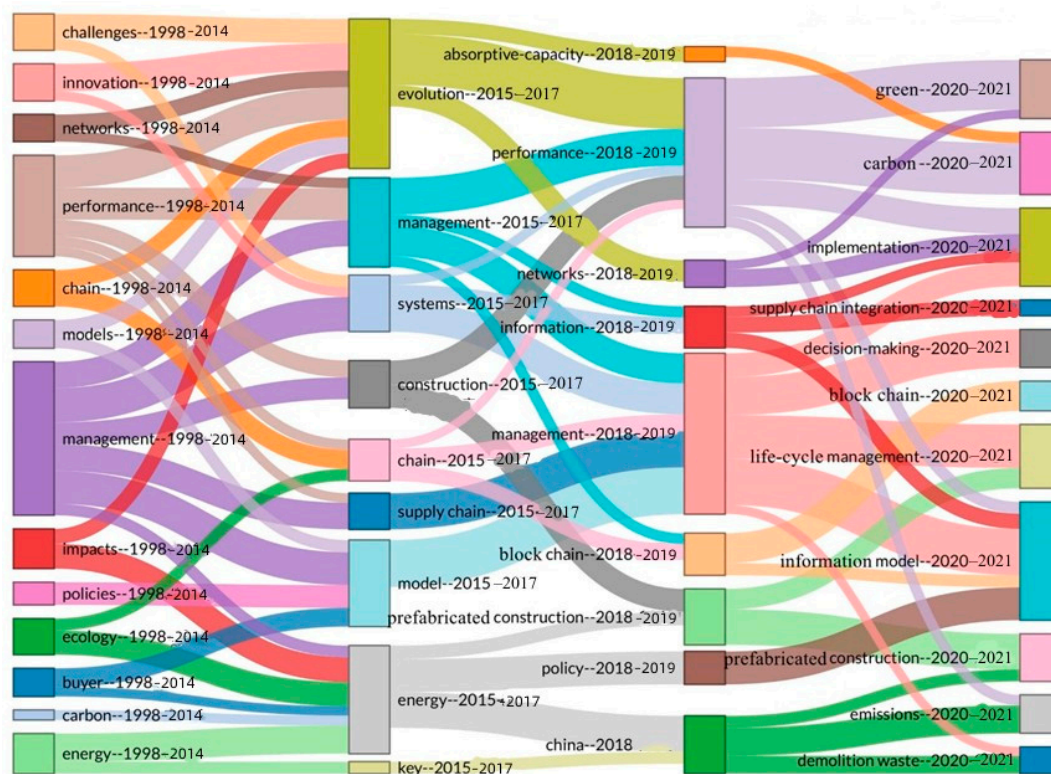 challenges--1998-2014
innovation--1998-2014
networks--1998-2014
performance--1998-2014
chain--1998-2014
models--1998-2014
management--1998-2014
impacts--1998-2014
policies--1998-2014
ecology--1998-2014
buyer--1998-2014
carbon--1998-2014
energy--1998-2014
evolution--2015-2017
management--2015-2017
systems--2015-2017
construction--2015-2017
chain--2015-2017
supply chain--2015-2017
model--2015-2017
energy--2015-2017
key--2015-2017
absorptive-capacity--2018-2019
performance--2018-2019
networks--2018-2019
information--2018-2019
management--2018-2019
block chain--2018-2019
prefabricated construction--2018-2019
policy--2018-2019
china--2018
green--2020-2021
carbon--2020-2021
implementation--2020-2021
supply chain integration--2020-2021
decision-making--2020-2021
block chain--2020-2021
life-cycle management--2020-2021
information model--2020-2021
prefabricated construction--2020-2021
emissions--2020-2021
demolition waste--2020-2021